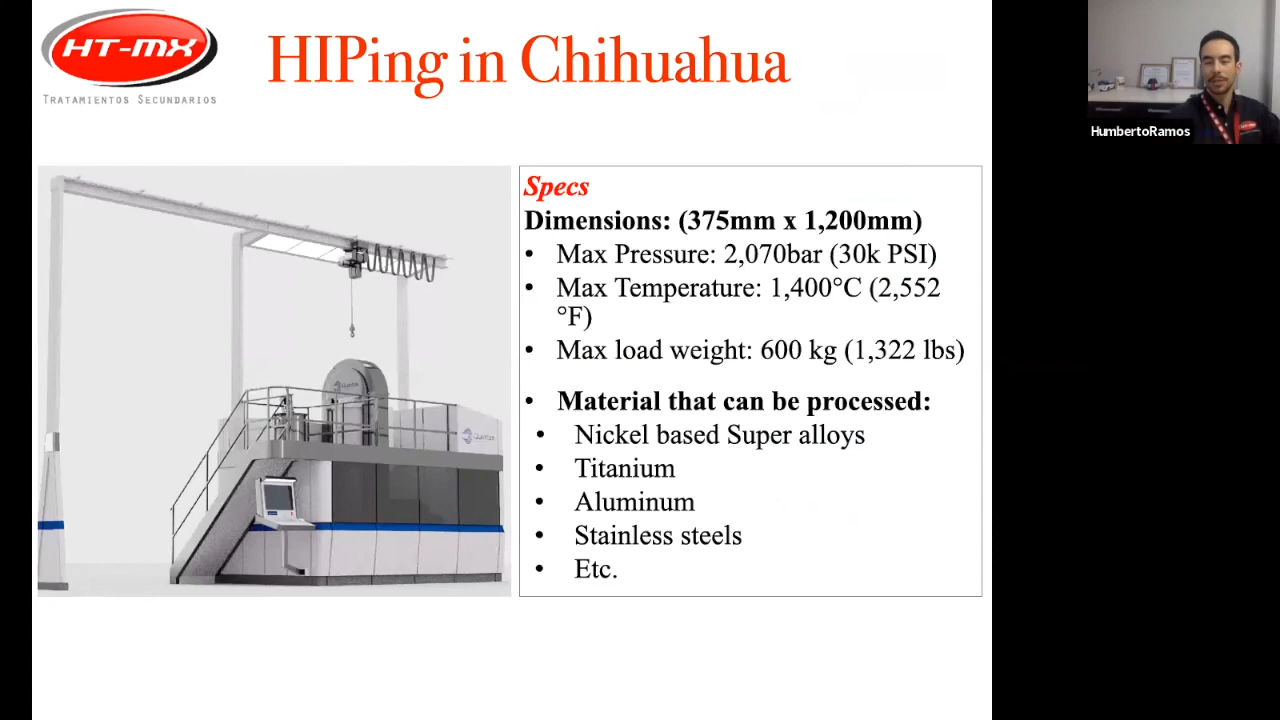 HT-MX
TRATAMIENTOS SECUNDARIOS
HIPing in Chihuahua
HumbertoRamos
Specs
Dimensions: (375mm x 1,200mm)
• Max Pressure: 2,070bar (30k PSI)
• Max Temperature: 1,400°C (2,552
°F)
• Max load weight: 600 kg (1,322 lbs)
• Material that can be processed:
• Nickel based Super alloys
• Titanium
• Aluminum
• Stainless steels
• Etc.